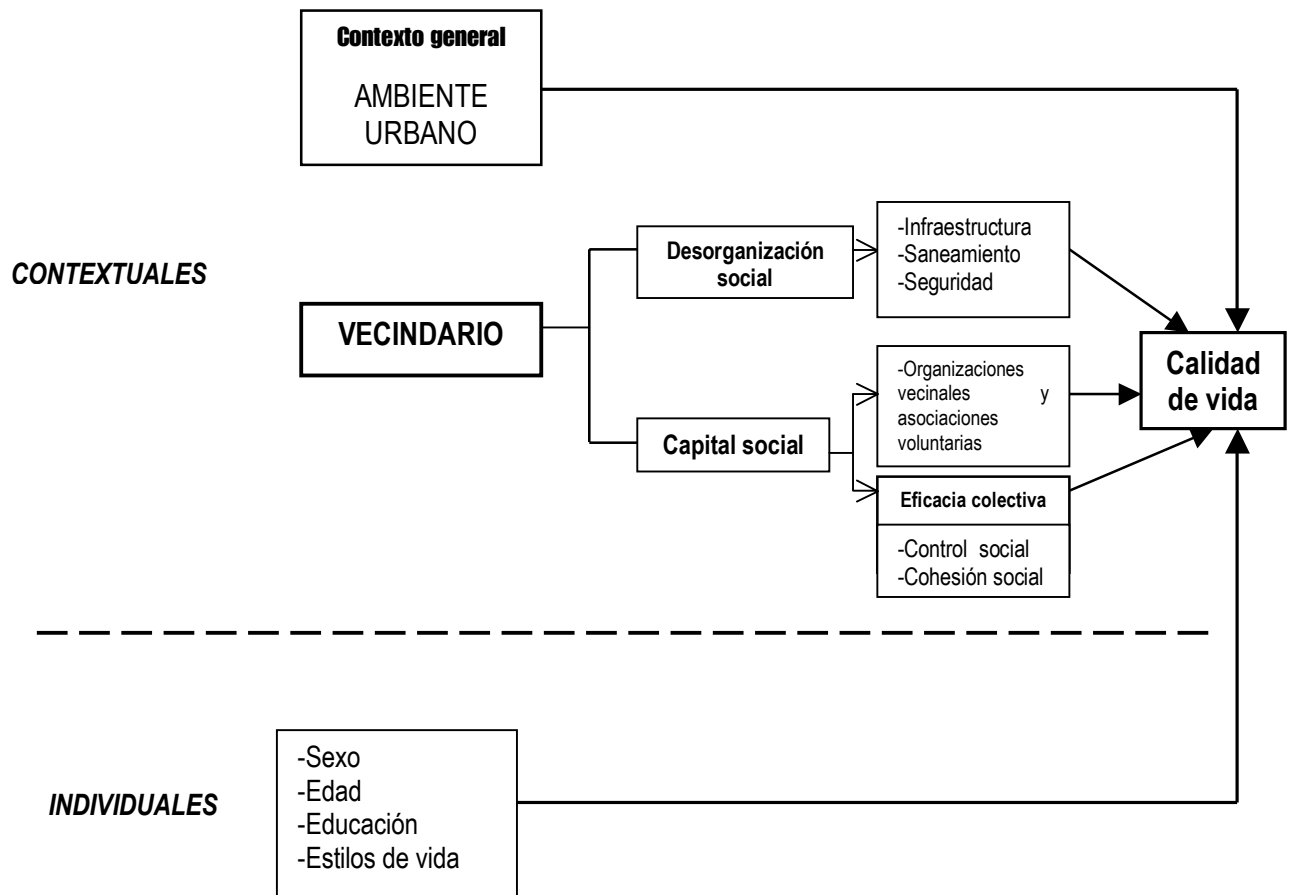 Contexto general
AMBIENTE
URBANO
CONTEXTUALES
VECINDARIO
Desorganización
social
-Infraestructura
-Saneamiento
-Seguridad
Capital social
-Organizaciones
vecinales y
asociaciones
voluntarias
Eficacia colectiva
-Control social
-Cohesión social
Calidad
de vida
INDIVIDUALES
-Sexo
-Edad
-Educación
-Estilos de vida